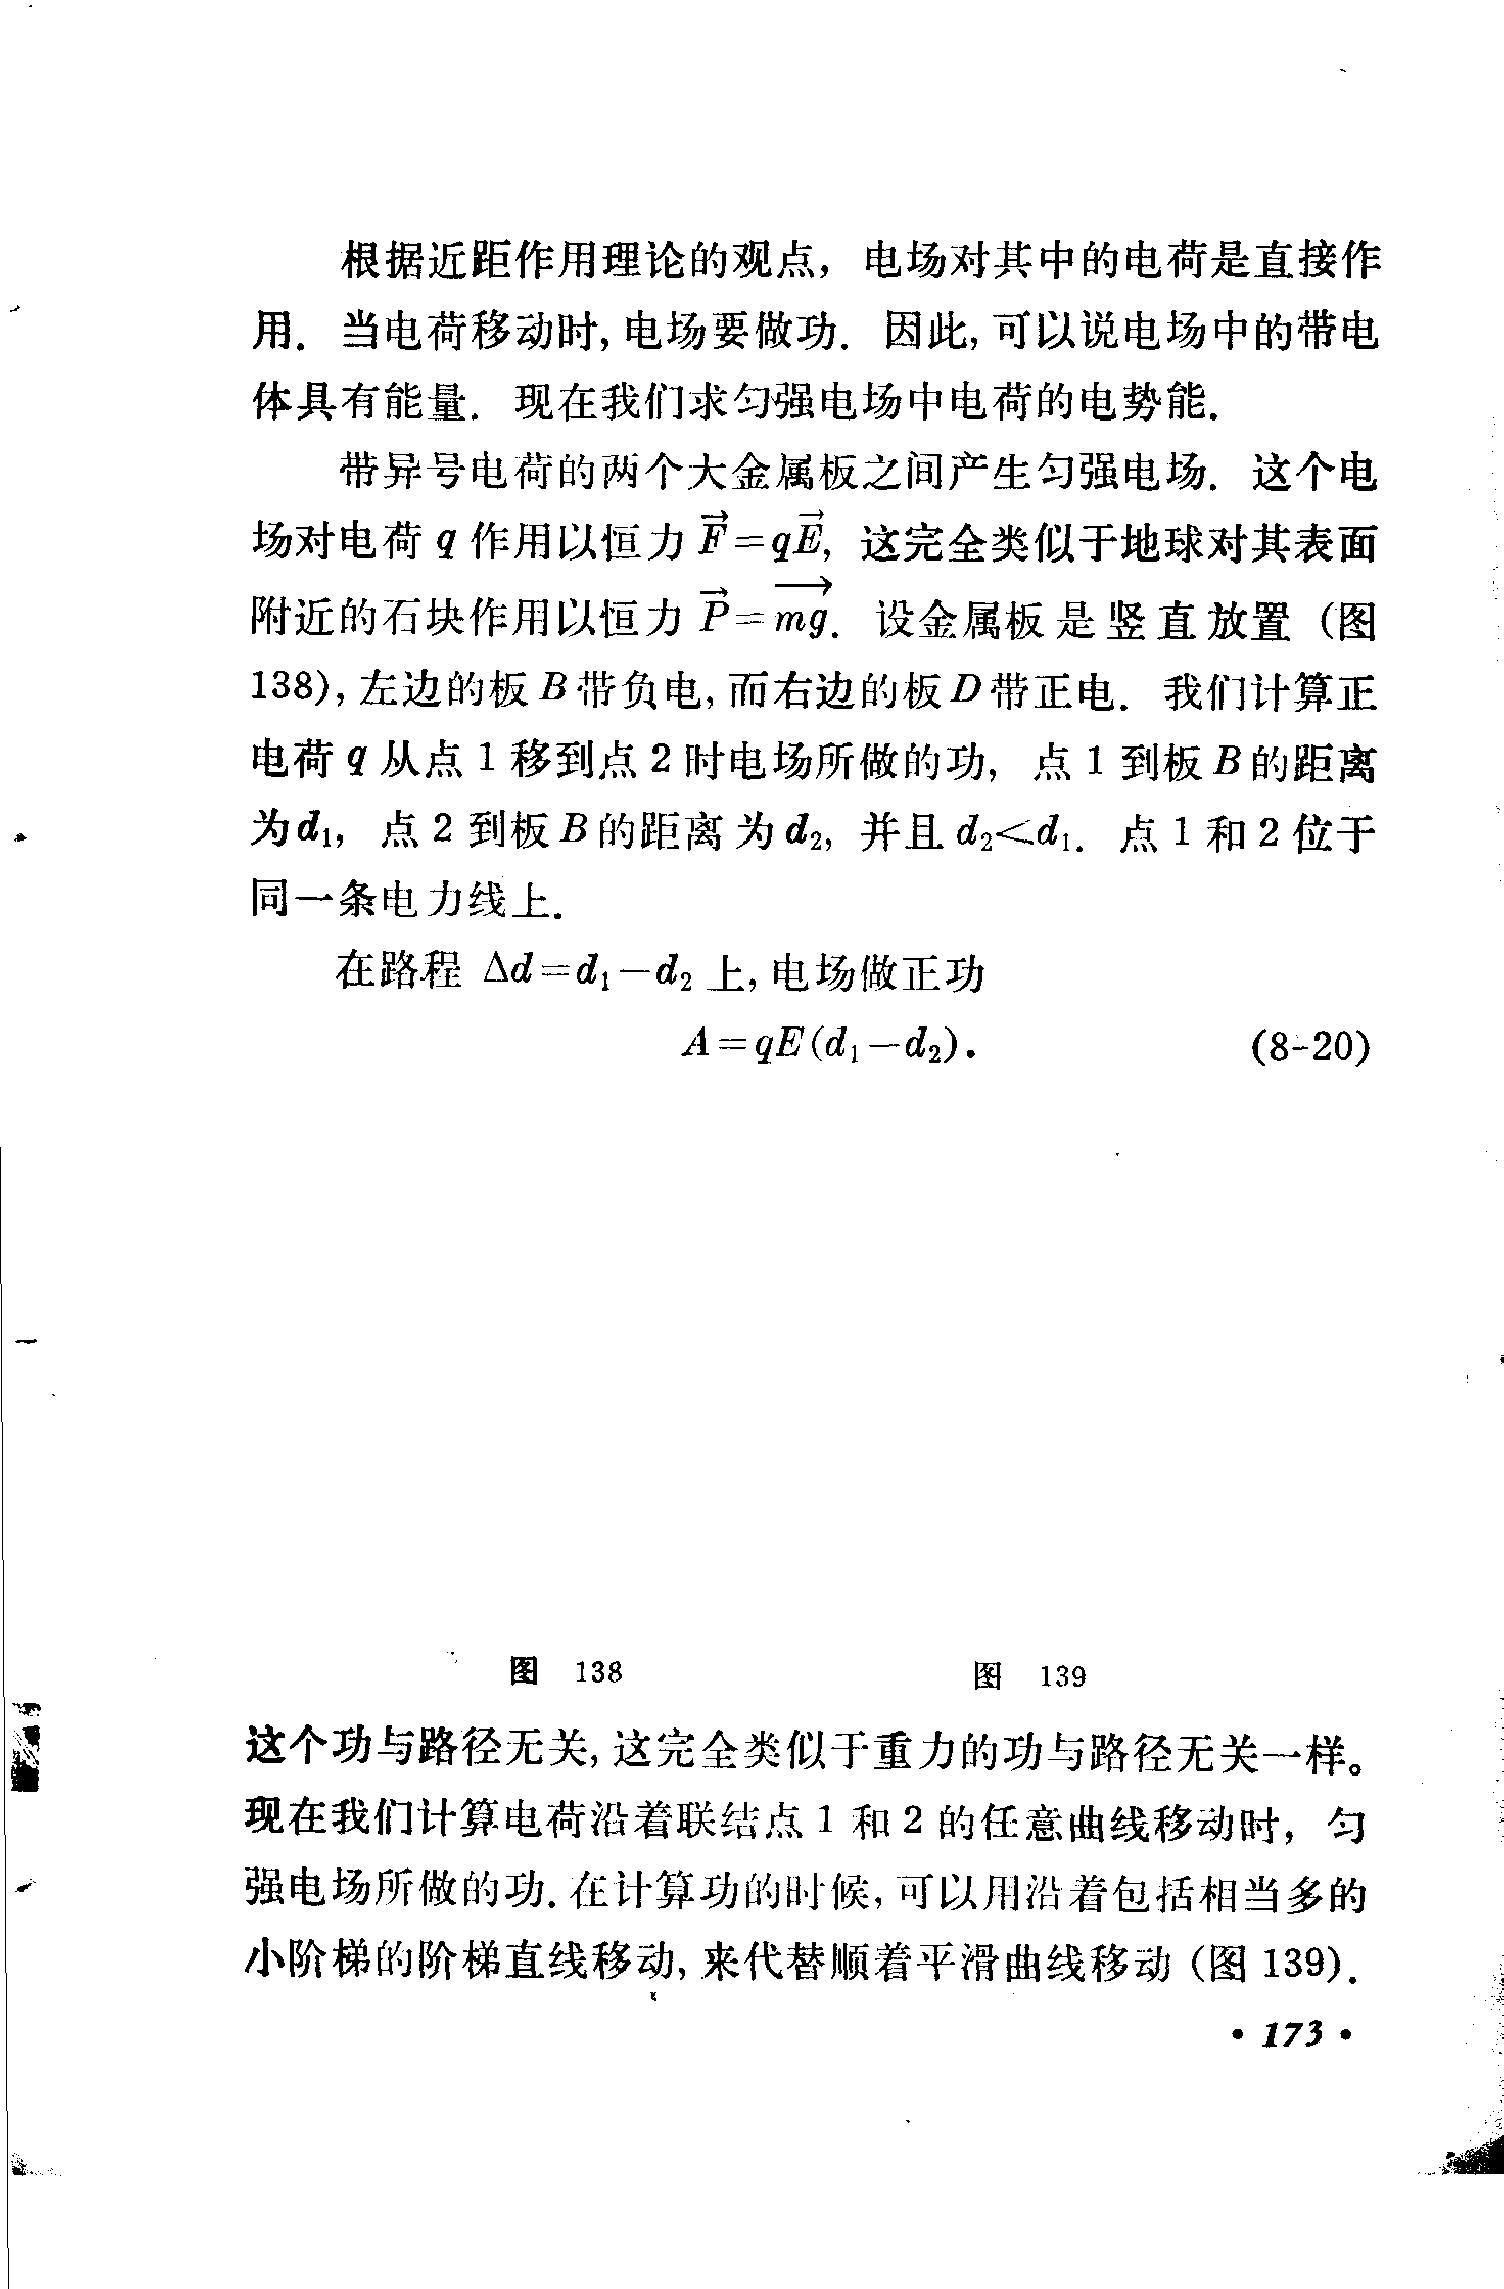 根据近距作用理论的观点，电场对其中的电荷是直接作
用．当电荷移动时，电场要做功．因此，可以说电场中的带电
体具有能量．现在我们求匀强电场中电荷的电势能．
带异号电荷的两个大金属板之间产生匀强电场．这个电
场对电荷 q 作用以恒力 $\vec{F}=q\vec{E}$，这完全类似于地球对其表面
附近的石块作用以恒力 $\vec{P}=\overrightarrow{mg}$．设金属板是竖直放置（图
138），左边的板 B 带负电，而右边的板 D 带正电．我们计算正
电荷 q 从点 1 移到点 2 时电场所做的功，点 1 到板 B 的距离
为 d₁，点 2 到板 B 的距离为 d₂，并且 d₂<d₁．点 1 和 2 位于
同一条电力线上．
在路程 Δd=d₁−d₂ 上，电场做正功
A=qE(d₁−d₂)． (8-20)
图 138 图 139
这个功与路径无关，这完全类似于重力的功与路径无关一样。
现在我们计算电荷沿着联结点 1 和 2 的任意曲线移动时，匀
强电场所做的功．在计算功的时候，可以用沿着包括相当多的
小阶梯的阶梯直线移动，来代替顺着平滑曲线移动（图 139）．
• 173 •